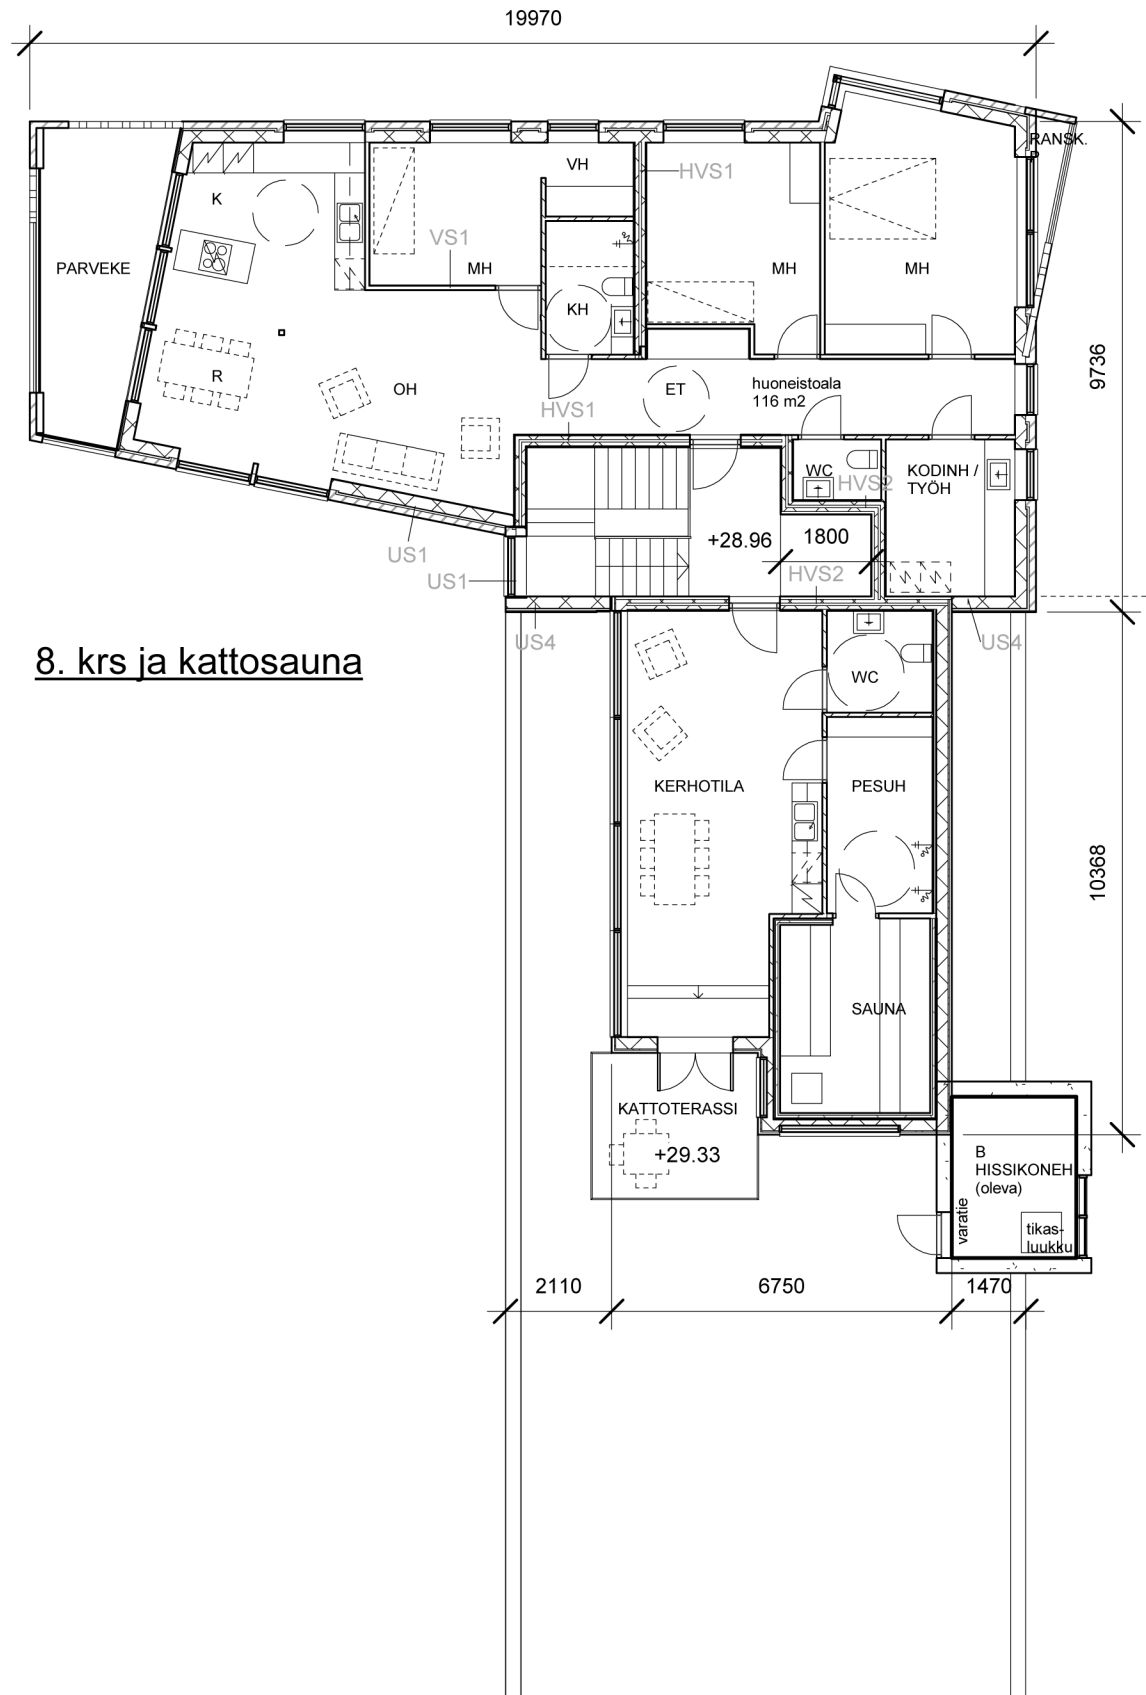 19970
RANSK.
VH
HVS1
K
VS1
PARVEKE
MH
MH
MH
KH
9736
R
OH
ET
huoneistoala
116 m2
HVS1
WC
KODINH /
TYÖH
HVS2
+28.96
1800
US1
US1
HVS2
US4
US4
8. krs ja kattosauna
WC
KERHOTILA
PESUH
10368
SAUNA
KATTOTERASSI
+29.33
B
HISSIKONEH
(oleva)
varatie
tikas-
luukku
2110
6750
1470